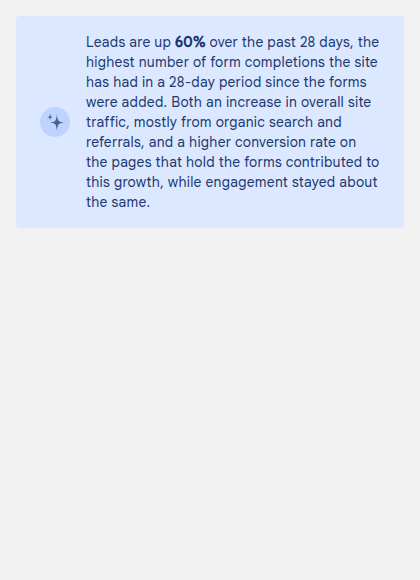 Leads are up 60% over the past 28 days, the
highest number of form completions the site
has had in a 28-day period since the forms
were added. Both an increase in overall site
traffic, mostly from organic search and
referrals, and a higher conversion rate on
the pages that hold the forms contributed to
this growth, while engagement stayed about
the same.